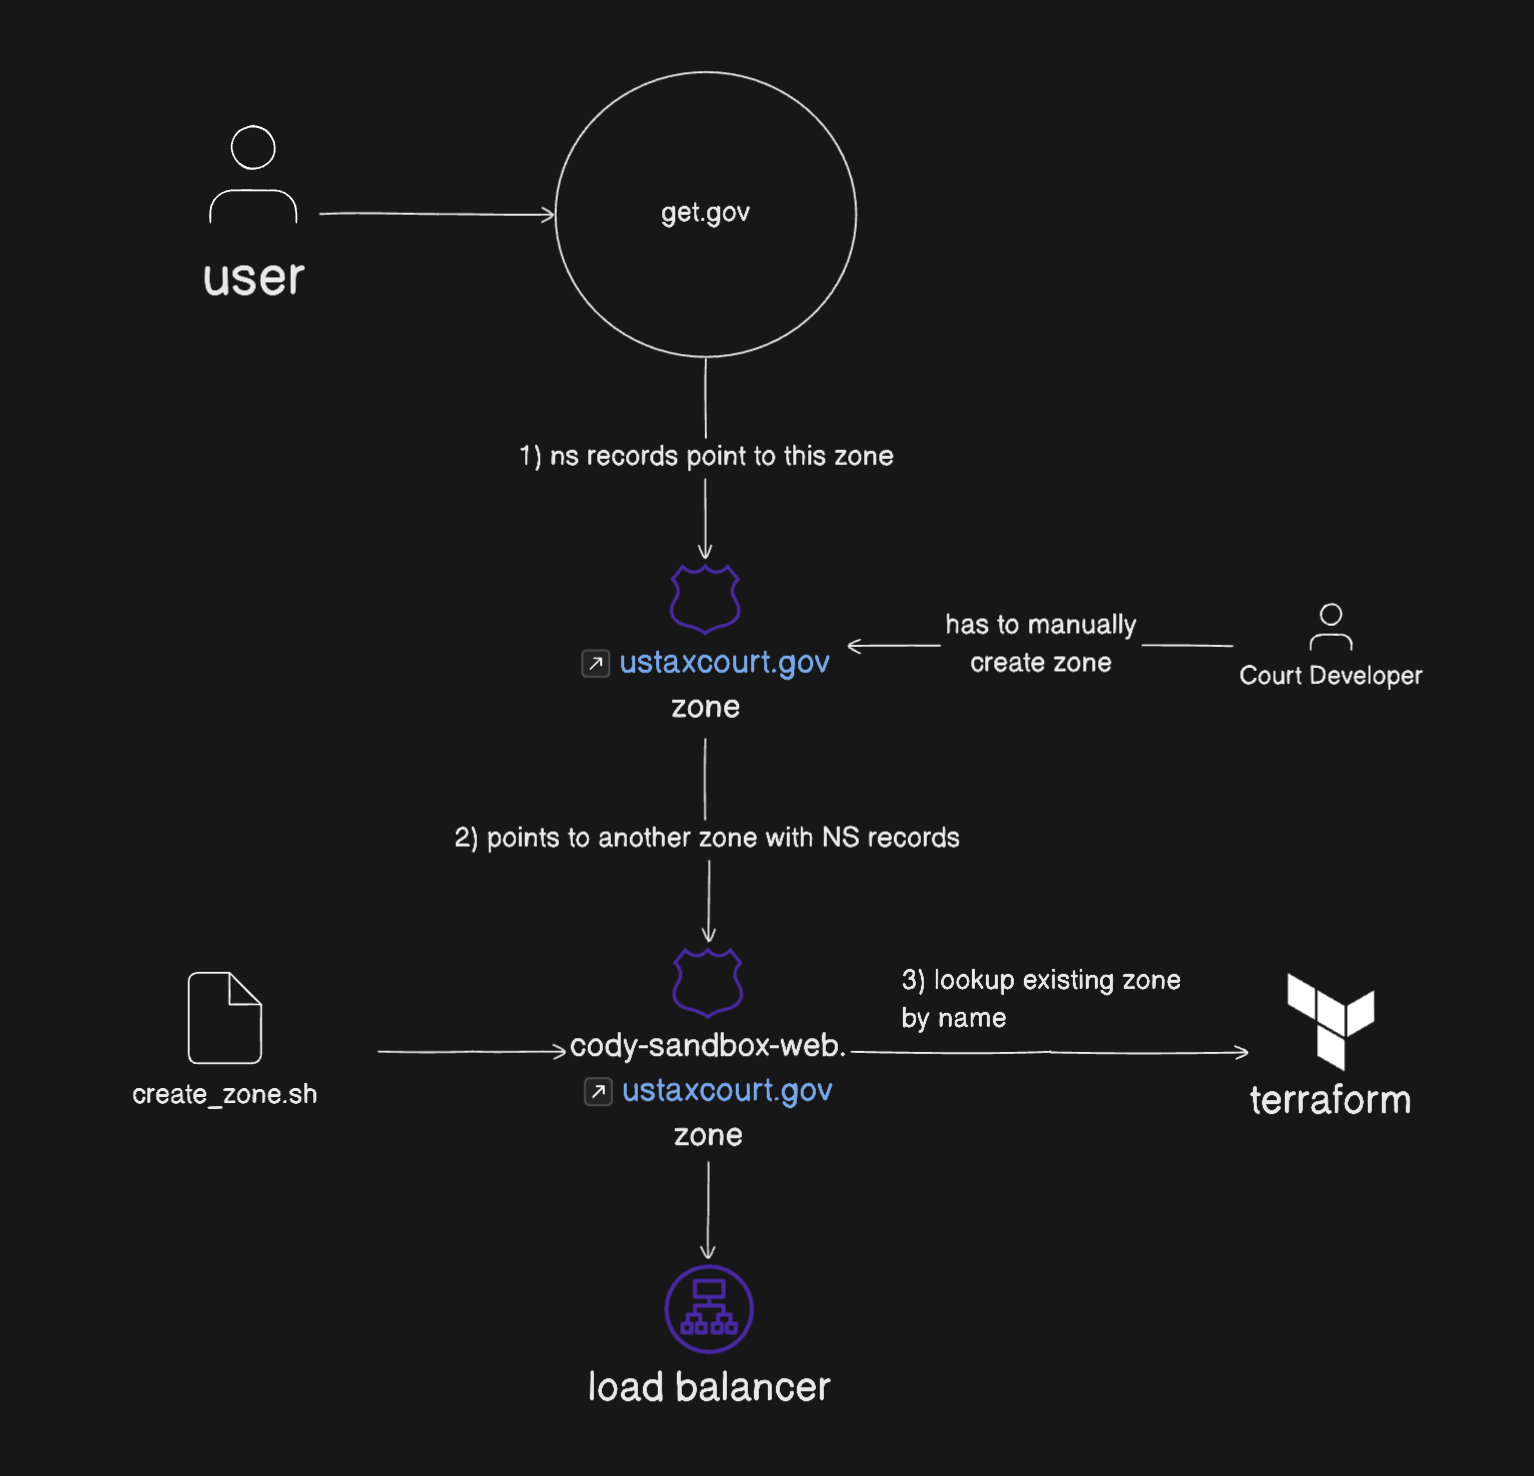 get.gov
user
1) ns records point to this zone
ustaxcourt.gov
zone
has to manually
create zone
Court Developer
2) points to another zone with NS records
create_zone.sh
cody-sandbox-web.
ustaxcourt.gov
zone
3) lookup existing zone
by name
terraform
load balancer